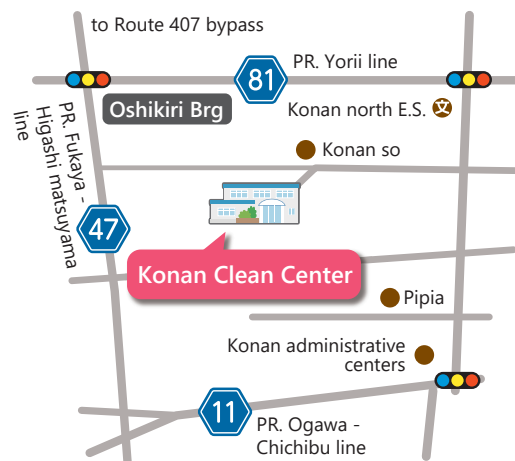 to Route 407 bypass
PR. Yorii line
81
Oshikiri Brg
Konan north E.S.
文
Konan so
PR. Fukaya -
Higashi matsuyama
line
47
Konan Clean Center
Pipia
Konan administrative
centers
11
PR. Ogawa -
Chichibu line